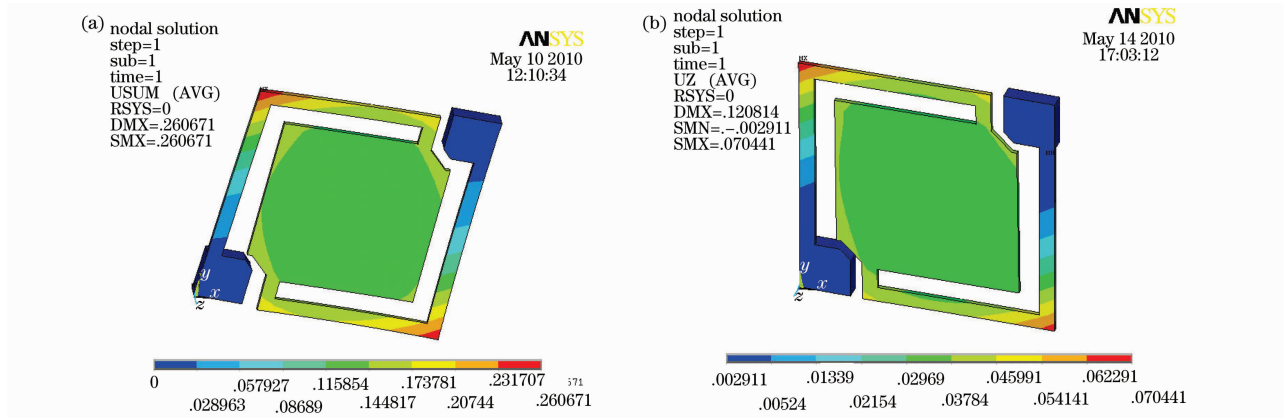 (a)
nodal solution
step=1
sub=1
time=1
USUM (AVG)
RSYS=0
DMX=.260671
SMX=.260671
ANSYS
May 10 2010
12:10:34
y
x
z
0 .057927 .115854 .173781 .231707
.028963 .08689 .144817 .20744 .260671
(b)
nodal solution
step=1
sub=1
time=1
UZ (AVG)
RSYS=0
DMX=.120814
SMN=.-.002911
SMX=.070441
ANSYS
May 14 2010
17:03:12
y
x
z
.002911 .01339 .02969 .045991 .062291
.00524 .02154 .03784 .054141 .070441